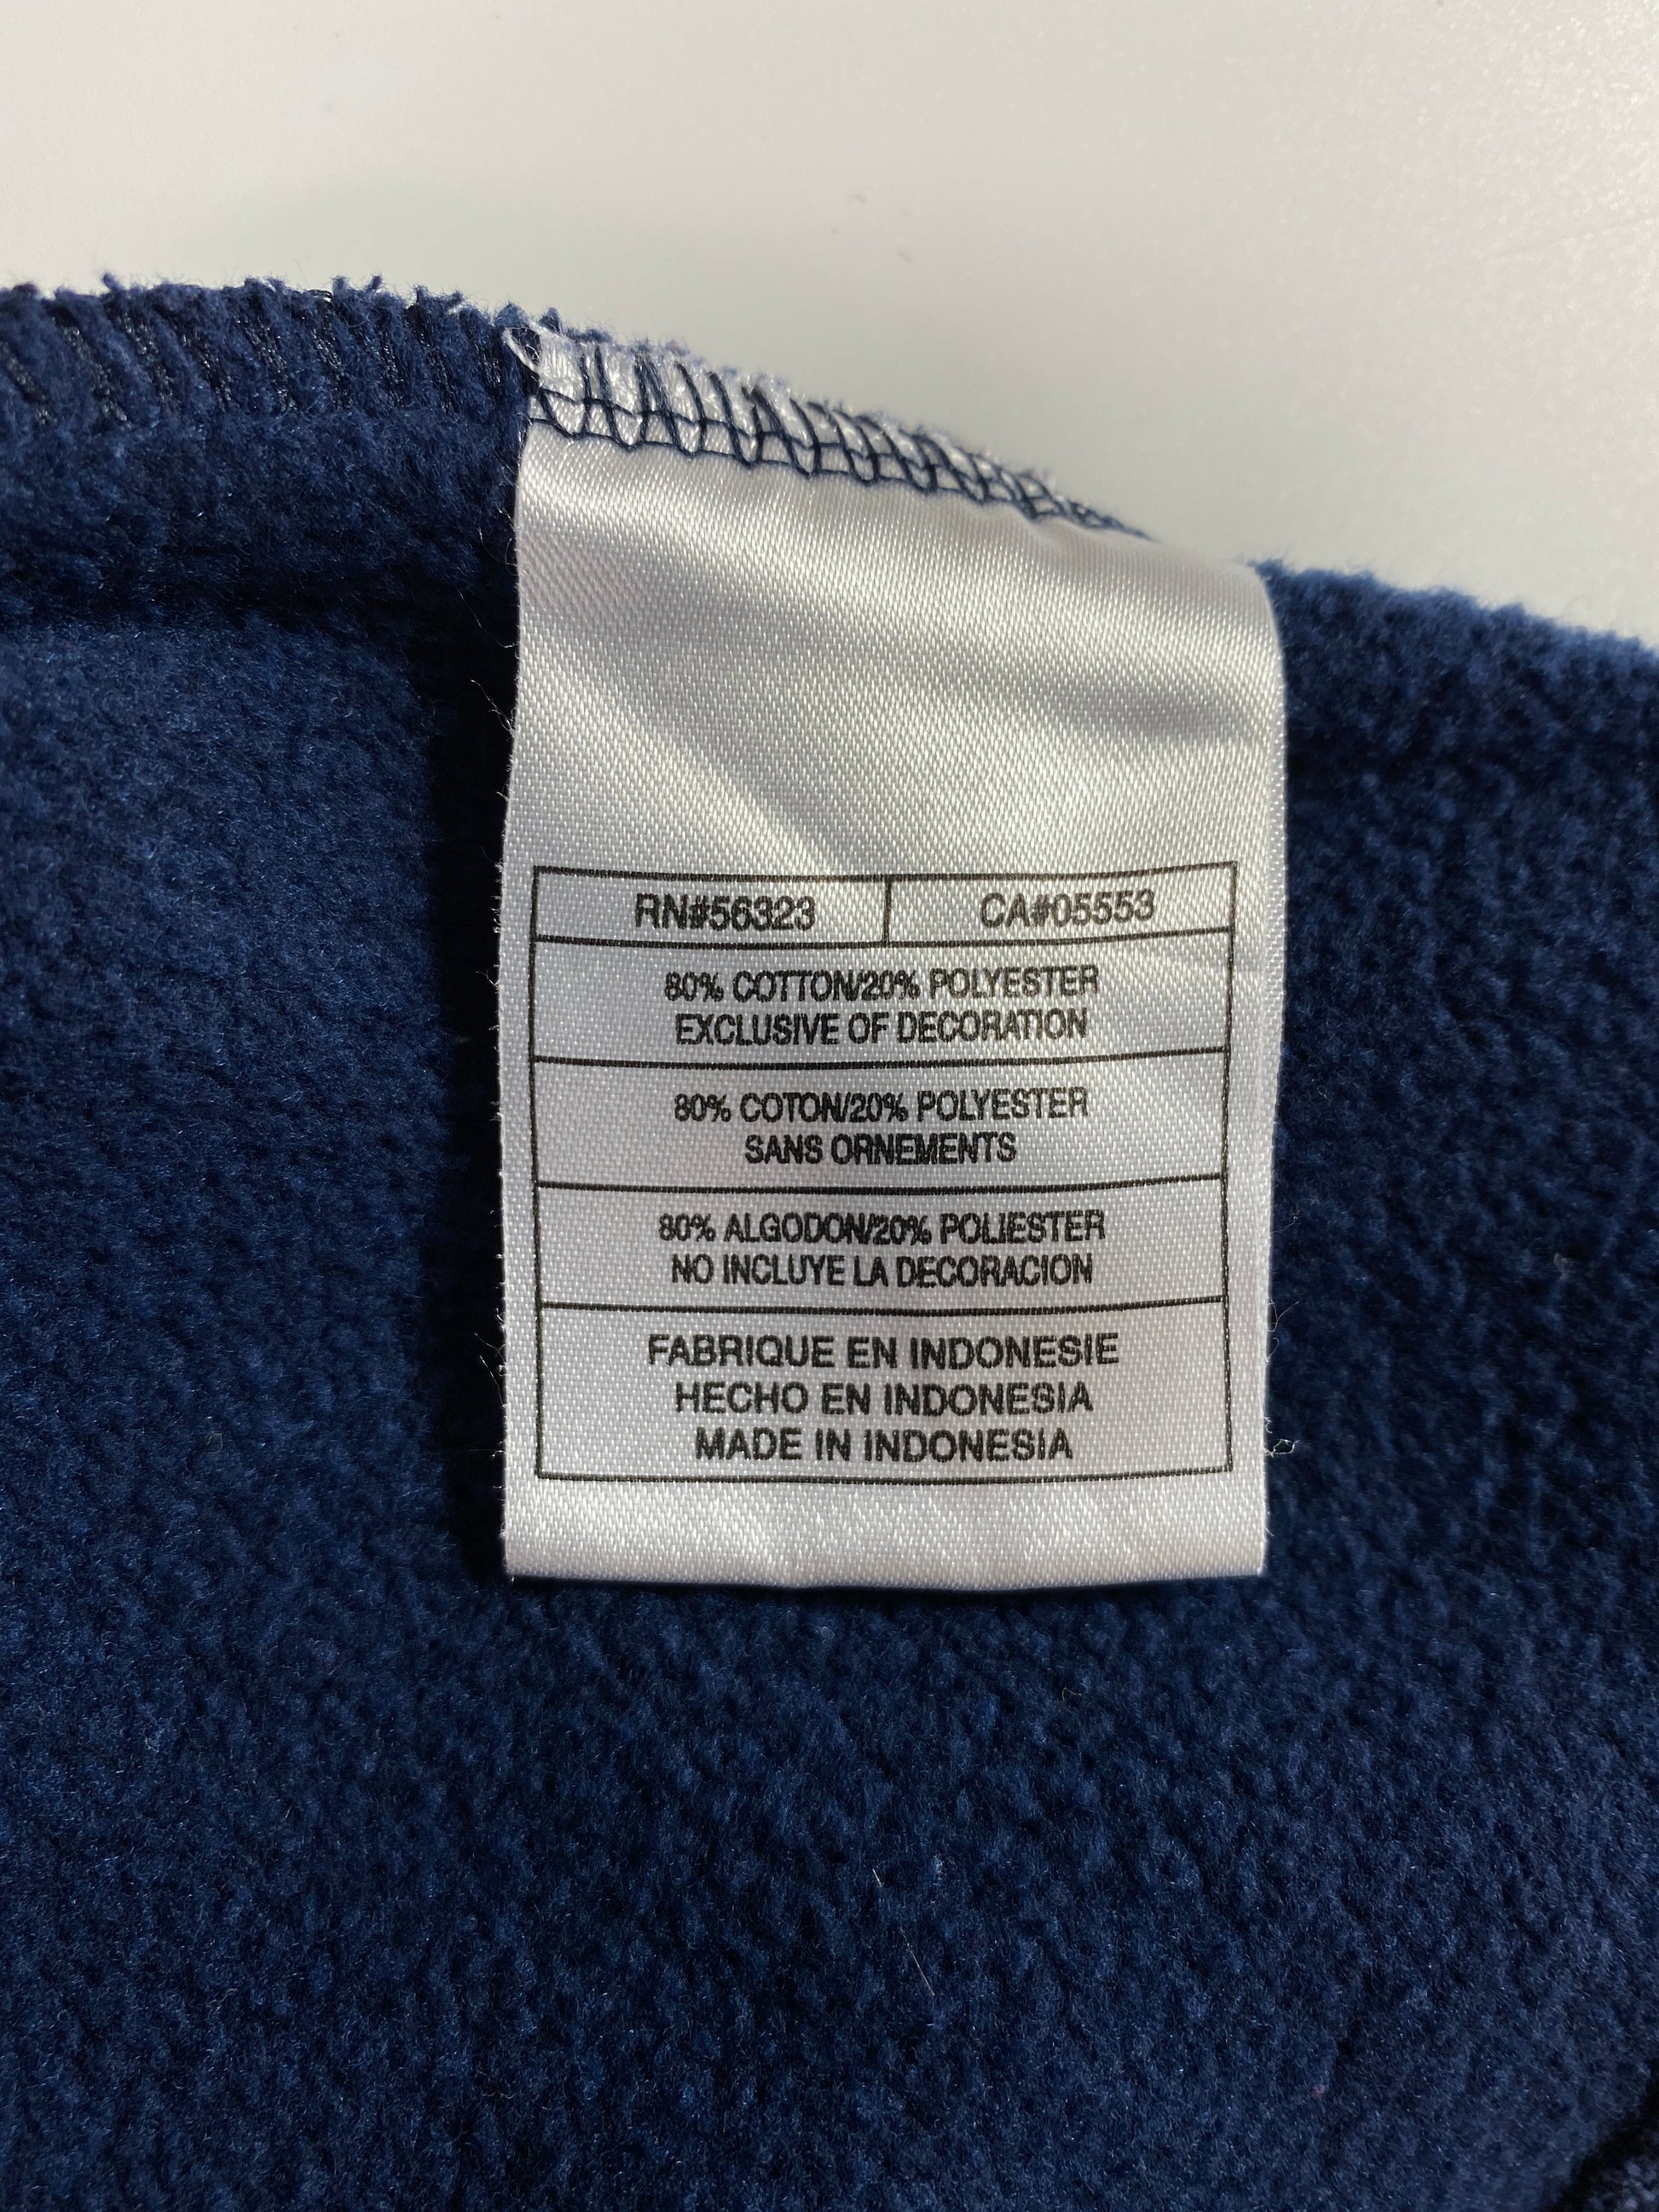 RN#56323 CA#05553
80% COTTON/20% POLYESTER
EXCLUSIVE OF DECORATION
80% COTON/20% POLYESTER
SANS ORNEMENTS
80% ALGODON/20% POLIESTER
NO INCLUYE LA DECORACION
FABRIQUE EN INDONESIE
HECHO EN INDONESIA
MADE IN INDONESIA